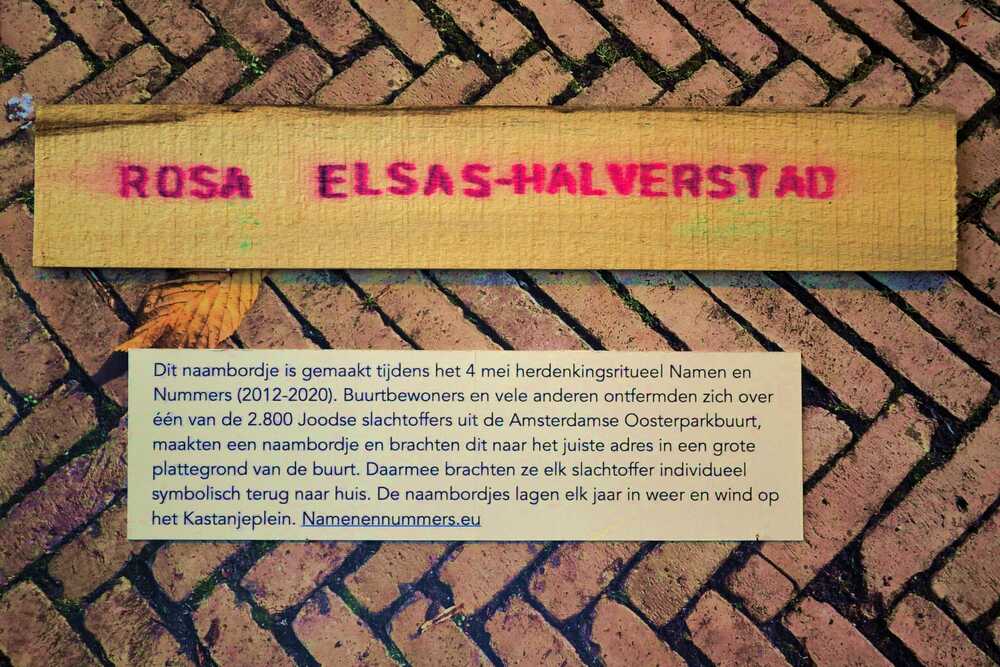 ROSA ELSAS-HALVERSTAD
Dit naambordje is gemaakt tijdens het 4 mei herdenkingsritueel Namen en
Nummers (2012-2020). Buurtbewoners en vele anderen ontfermden zich over
één van de 2.800 Joodse slachtoffers uit de Amsterdamse Oosterparkbuurt,
maakten een naambordje en brachten dit naar het juiste adres in een grote
plattegrond van de buurt. Daarmee brachten ze elk slachtoffer individueel
symbolisch terug naar huis. De naambordjes lagen elk jaar in weer en wind op
het Kastanjeplein. Namenennummers.eu